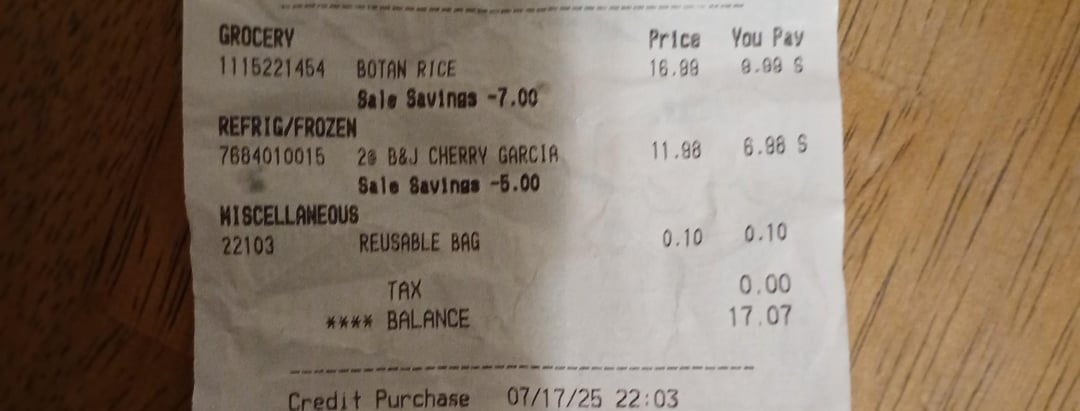 GROCERY Price You Pay
1115221454 BOTAN RICE 16.99 9.99 S
Sale Savings -7.00
REFRIG/FROZEN
7684010015 2@ B&J CHERRY GARCIA 11.98 6.98 S
Sale Savings -5.00
MISCELLANEOUS
22103 REUSABLE BAG 0.10 0.10
TAX 0.00
**** BALANCE 17.07
Credit Purchase 07/17/25 22:03